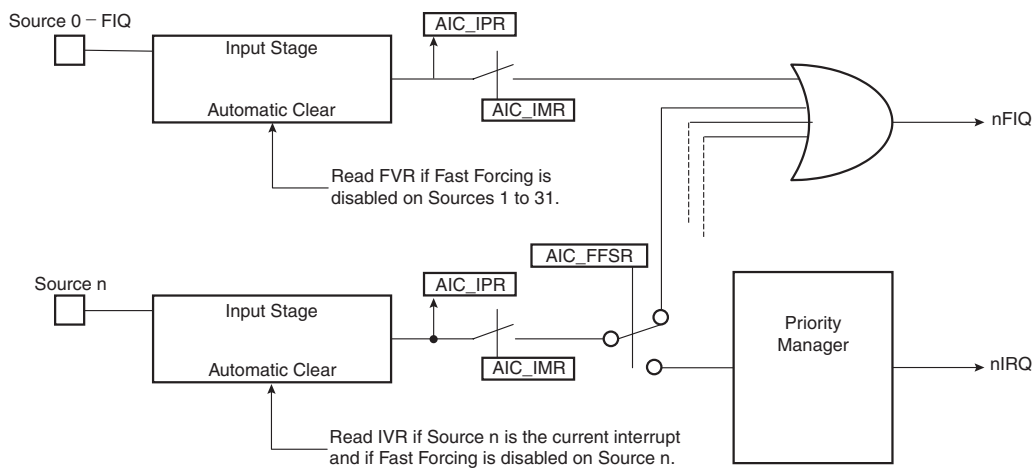 Source 0 – FIQ
AIC_IPR
Input Stage
Automatic Clear
AIC_IMR
nFIQ
Read FVR if Fast Forcing is
disabled on Sources 1 to 31.
AIC_FFSR
Source n
AIC_IPR
Input Stage
Priority
Manager
Automatic Clear
AIC_IMR
nIRQ
Read IVR if Source n is the current interrupt
and if Fast Forcing is disabled on Source n.